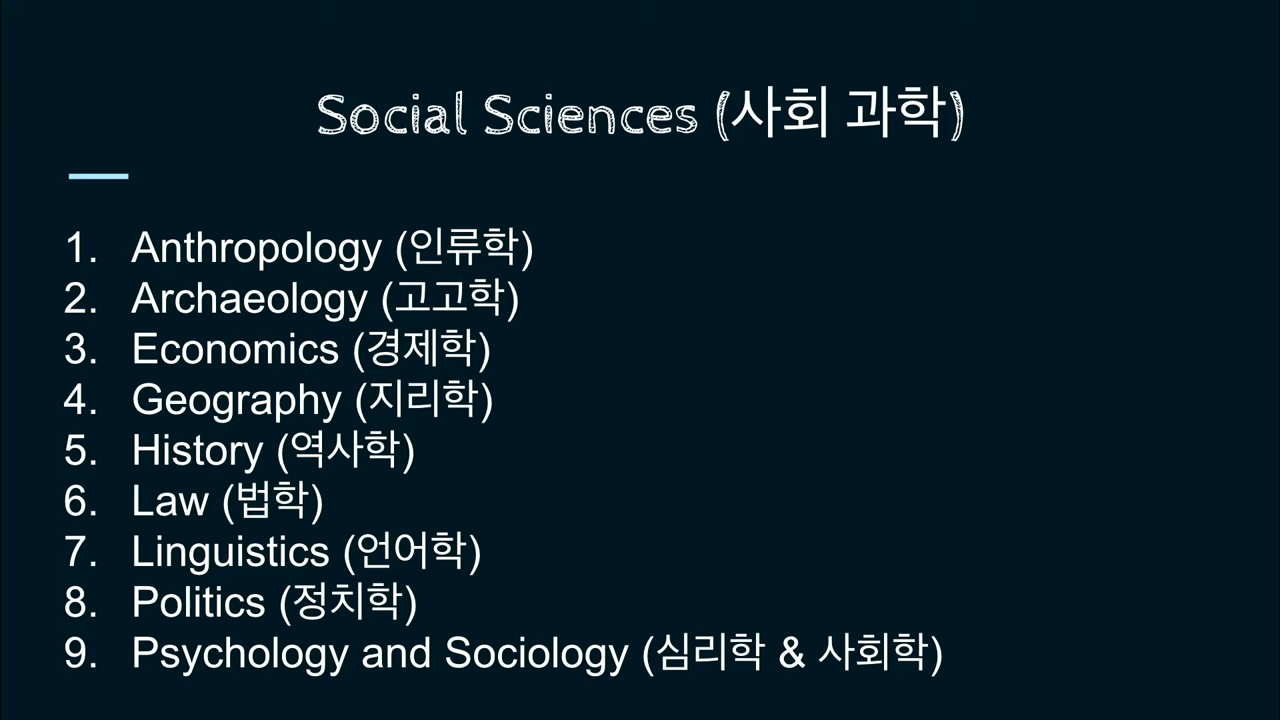 Social Sciences (사회 과학)
1. Anthropology (인류학)
2. Archaeology (고고학)
3. Economics (경제학)
4. Geography (지리학)
5. History (역사학)
6. Law (법학)
7. Linguistics (언어학)
8. Politics (정치학)
9. Psychology and Sociology (심리학 & 사회학)